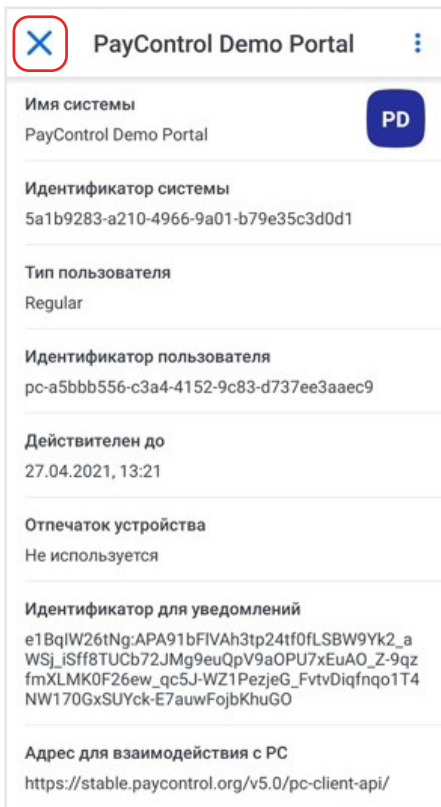 PayControl Demo Portal
Имя системы
PayControl Demo Portal
PD
Идентификатор системы
5a1b9283-a210-4966-9a01-b79e35c3d0d1
Тип пользователя
Regular
Идентификатор пользователя
pc-a5bbb556-c3a4-4152-9c83-d737ee3aaec9
Действителен до
27.04.2021, 13:21
Отпечаток устройства
Не используется
Идентификатор для уведомлений
e1BqIW26tNg:APA91bFlVAh3tp24tf0fLSBW9Yk2_a
WSj_iSff8TUCb72JMg9euQpV9aOPU7xEuAO_Z-9qz
fmXLMK0F26ew_qc5J-WZ1PezjeG_FvtvDiqfnqo1T4
NW170GxSUYck-E7auwFojbKhuGO
Адрес для взаимодействия с PC
https://stable.paycontrol.org/v5.0/pc-client-api/